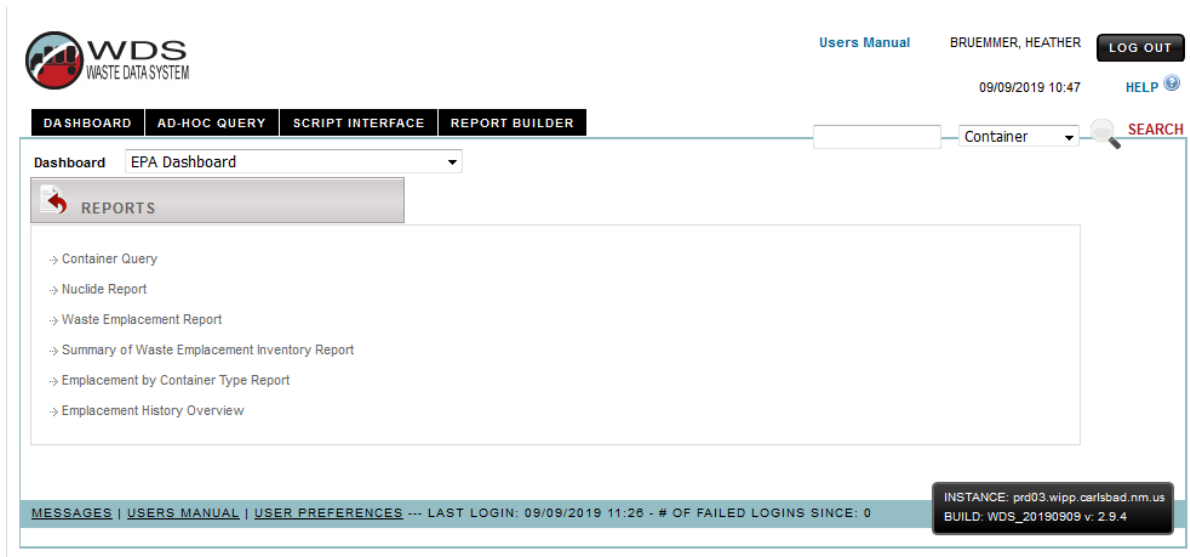 WDS
WASTE DATA SYSTEM
Users Manual
BRUEMMER, HEATHER
LOG OUT
09/09/2019 10:47
HELP
DASHBOARD
AD-HOC QUERY
SCRIPT INTERFACE
REPORT BUILDER
Container
SEARCH
Dashboard
EPA Dashboard
REPORTS
Container Query
Nuclide Report
Waste Emplacement Report
Summary of Waste Emplacement Inventory Report
Emplacement by Container Type Report
Emplacement History Overview
MESSAGES | USERS MANUAL | USER PREFERENCES --- LAST LOGIN: 09/09/2019 11:26 - # OF FAILED LOGINS SINCE: 0
INSTANCE: prd03.wipp.carlsbad.nm.us
BUILD: WDS_20190909 v: 2.9.4